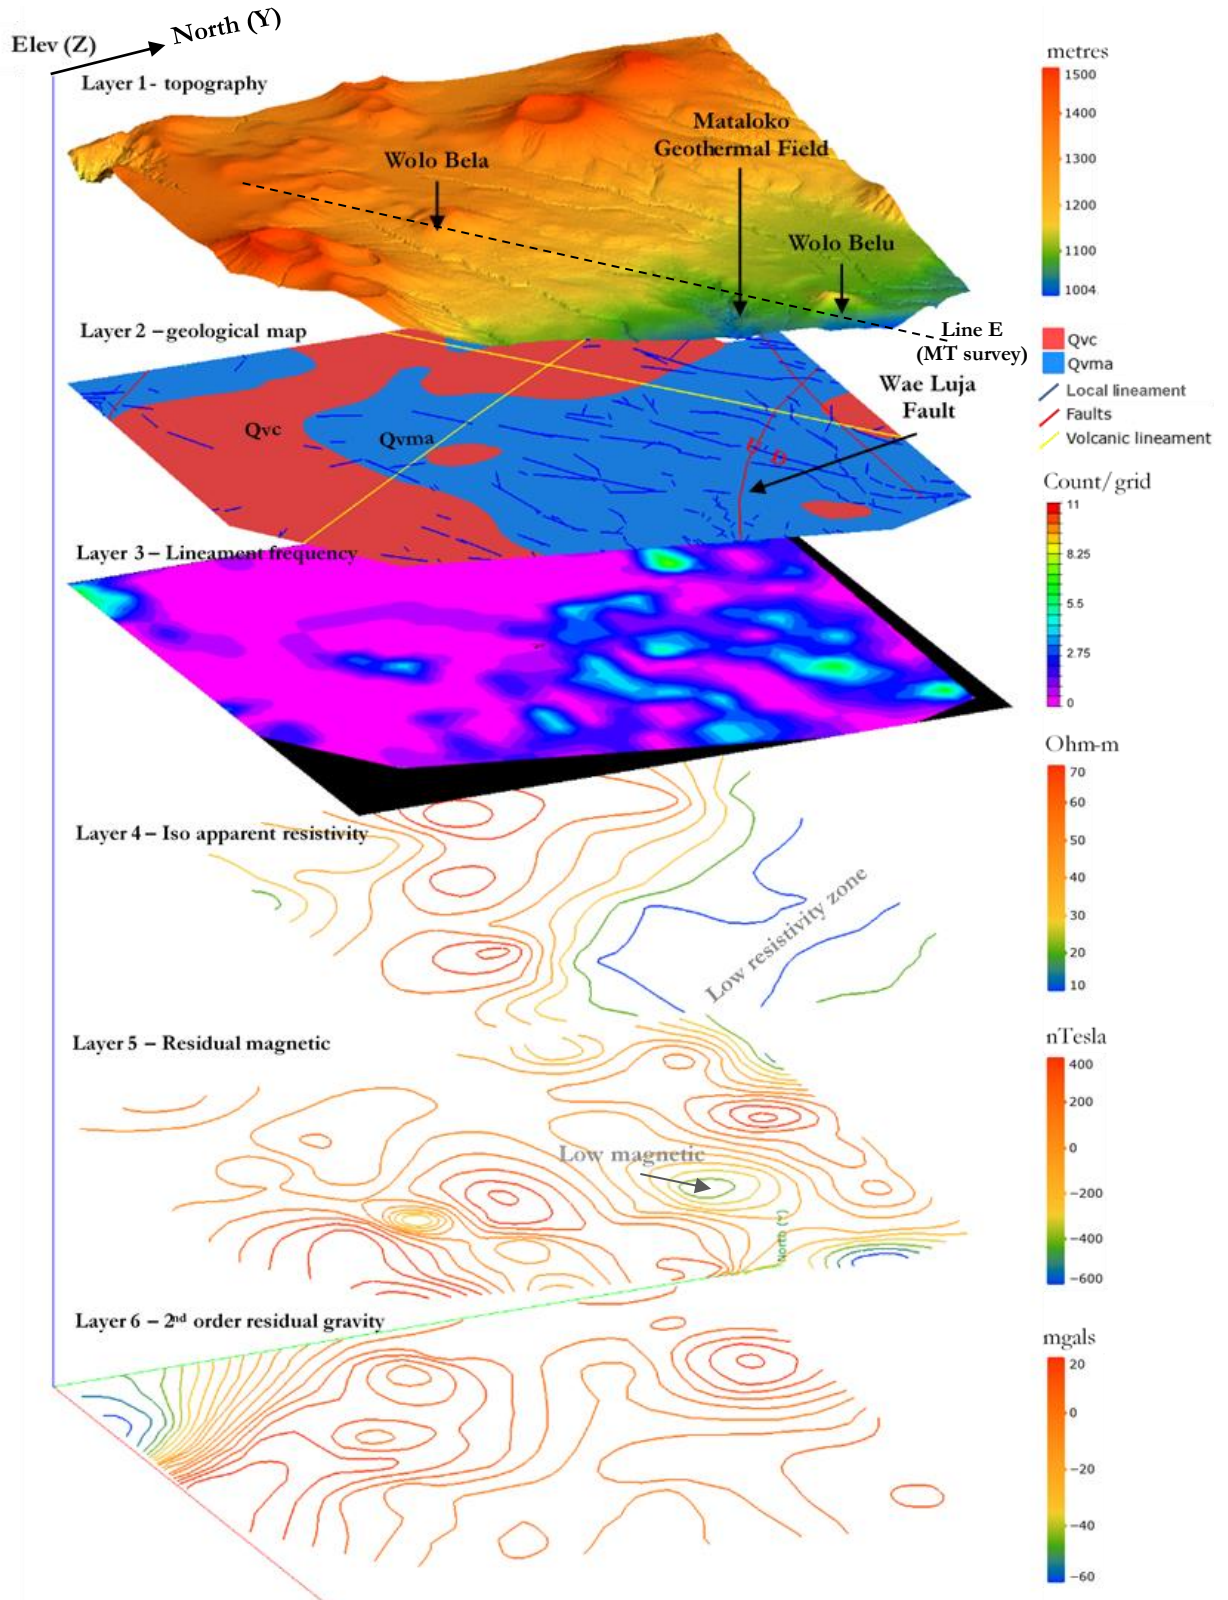 North (Y)
Elev (Z)
Layer 1- topography
Mataloko
Geothermal Field
Wolo Bela
Wolo Belu
metres
1500
1400
1300
1200
1100
1004
Layer 2 – geological map
Line E
(MT survey)
Wae Luja
Fault
Qvc
Qvma
U
D
Qvc
Qvma
Local lineament
Faults
Volcanic lineament
Layer 3 – Lineament frequency
Count/grid
11
8.25
5.5
2.75
0
Layer 4 – Iso apparent resistivity
Low resistivity zone
Ohm-m
70
60
50
40
30
20
10
Layer 5 – Residual magnetic
Low magnetic
North (Y)
nTesla
400
200
0
−200
−400
−600
Layer 6 – 2nd order residual gravity
mgals
20
0
−20
−40
−60